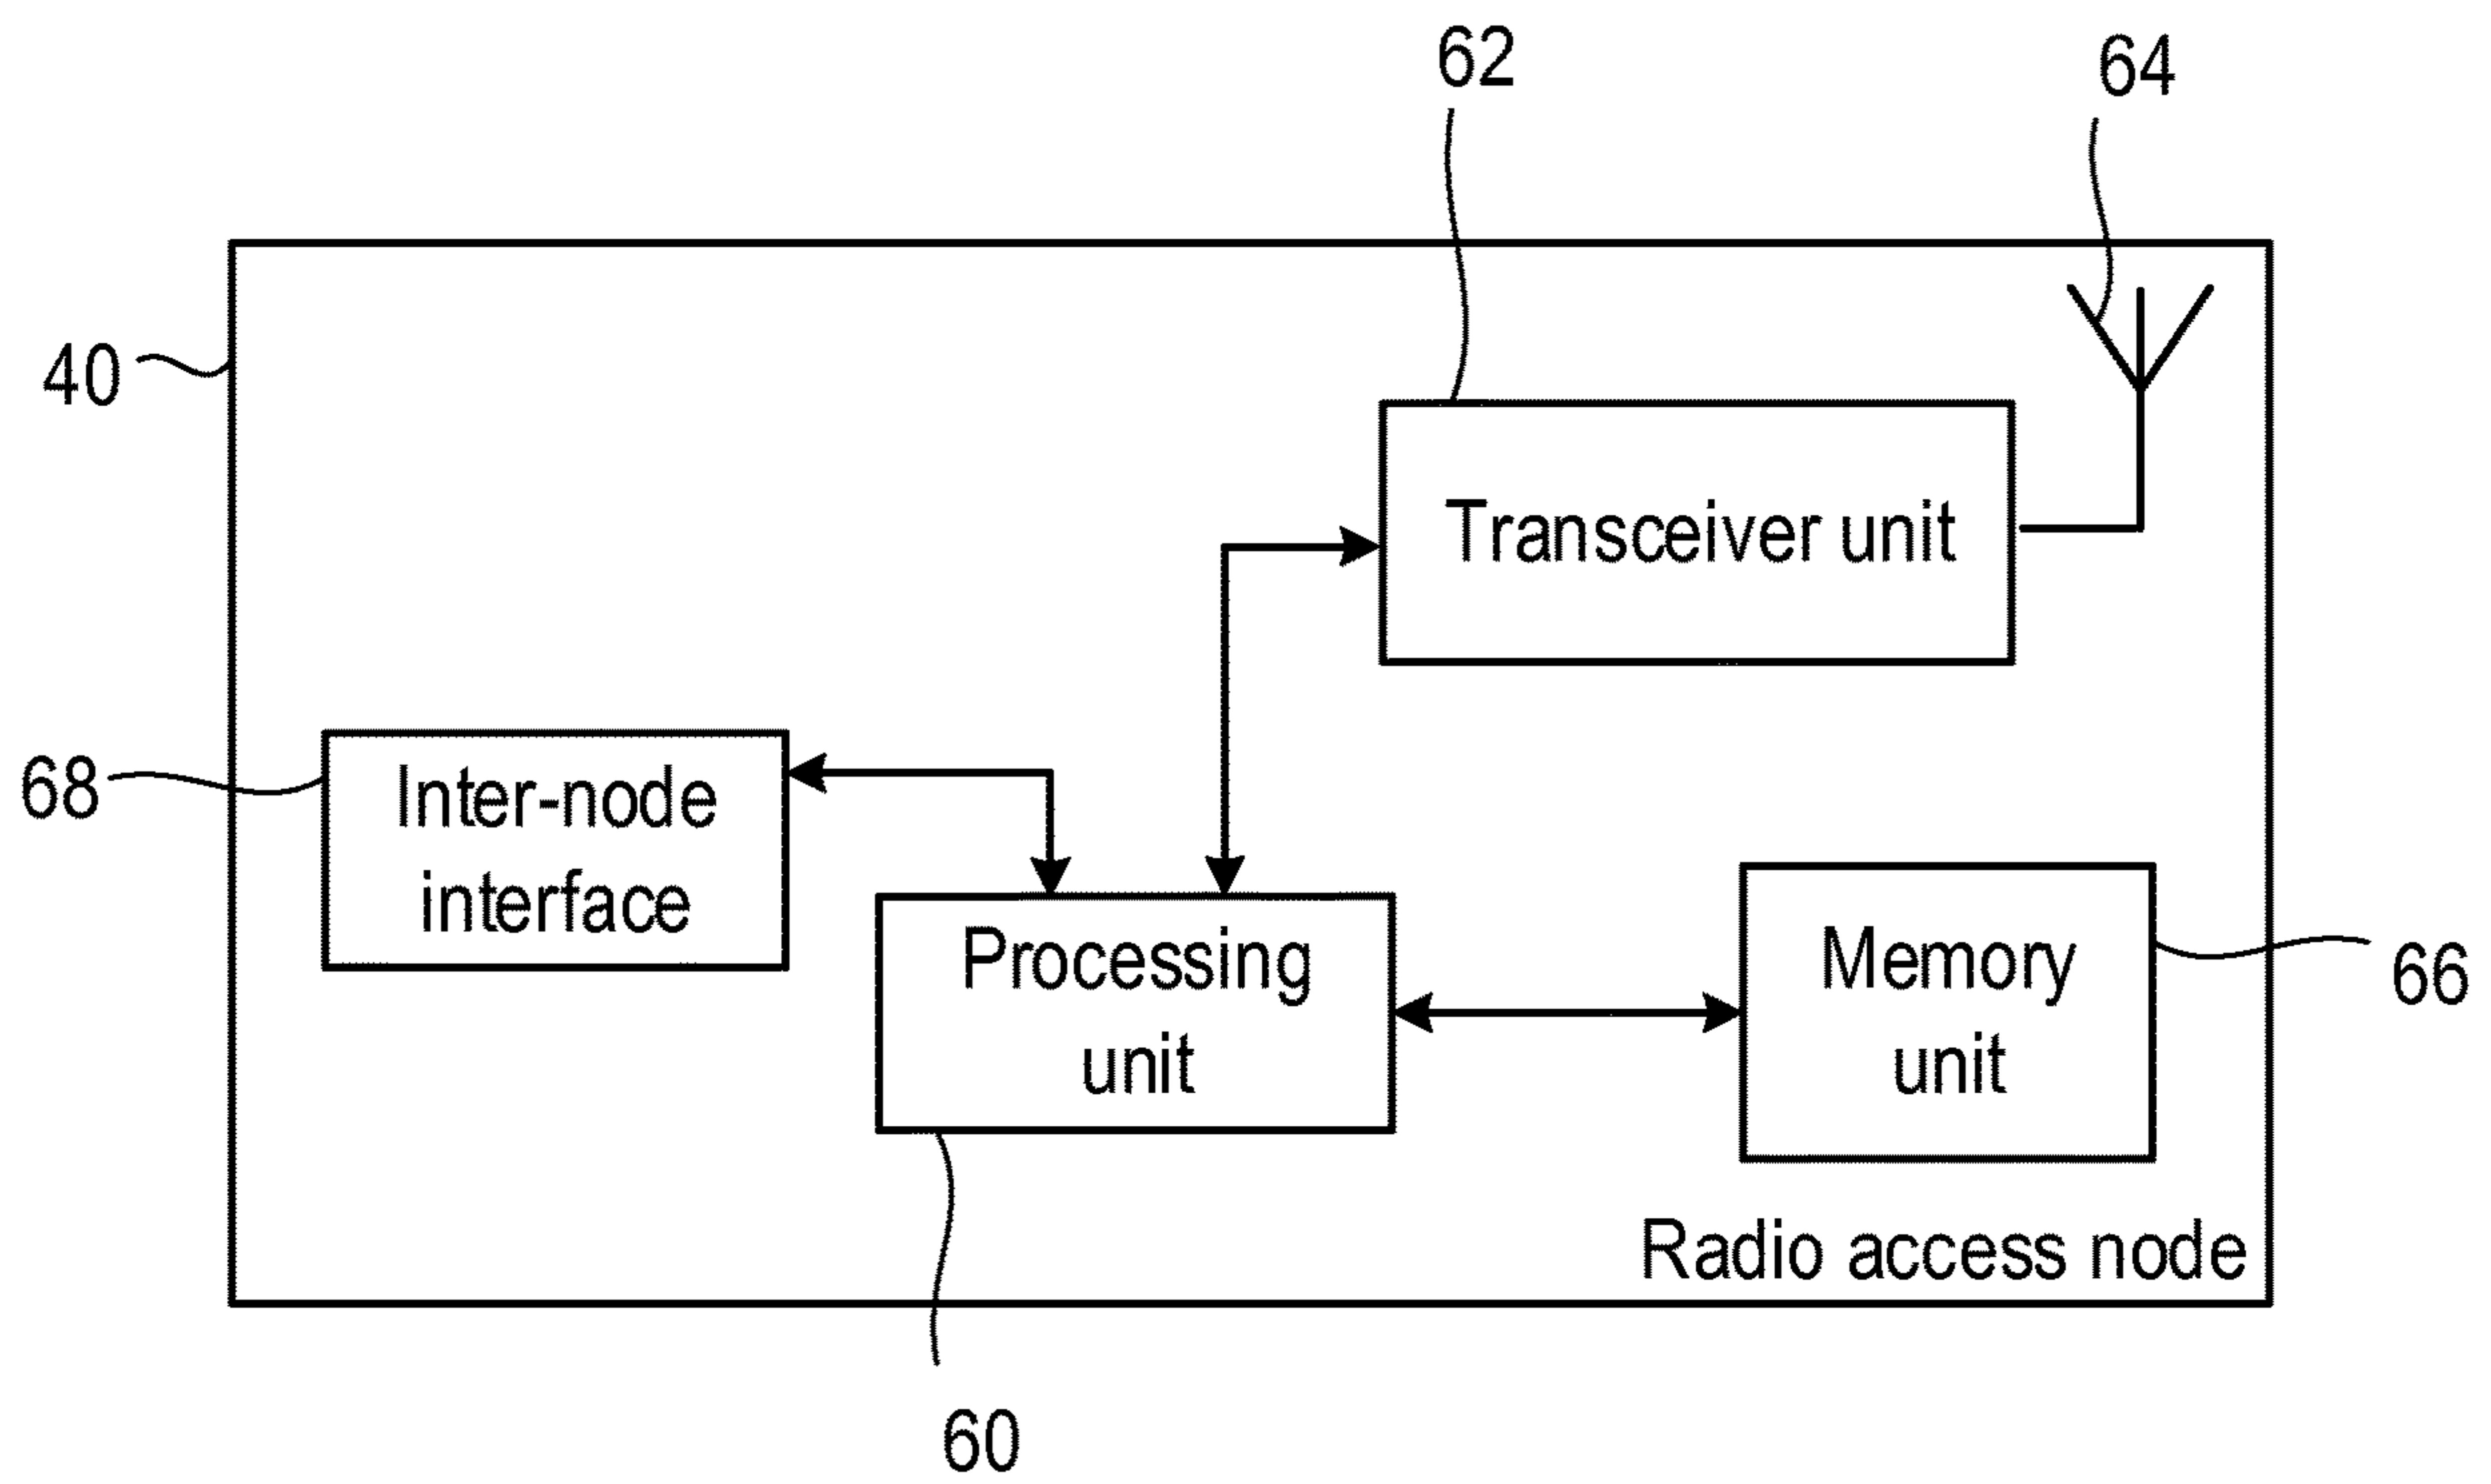 62
64
40
Transceiver unit
68
Inter-node
interface
Processing
unit
Memory
unit
66
Radio access node
60